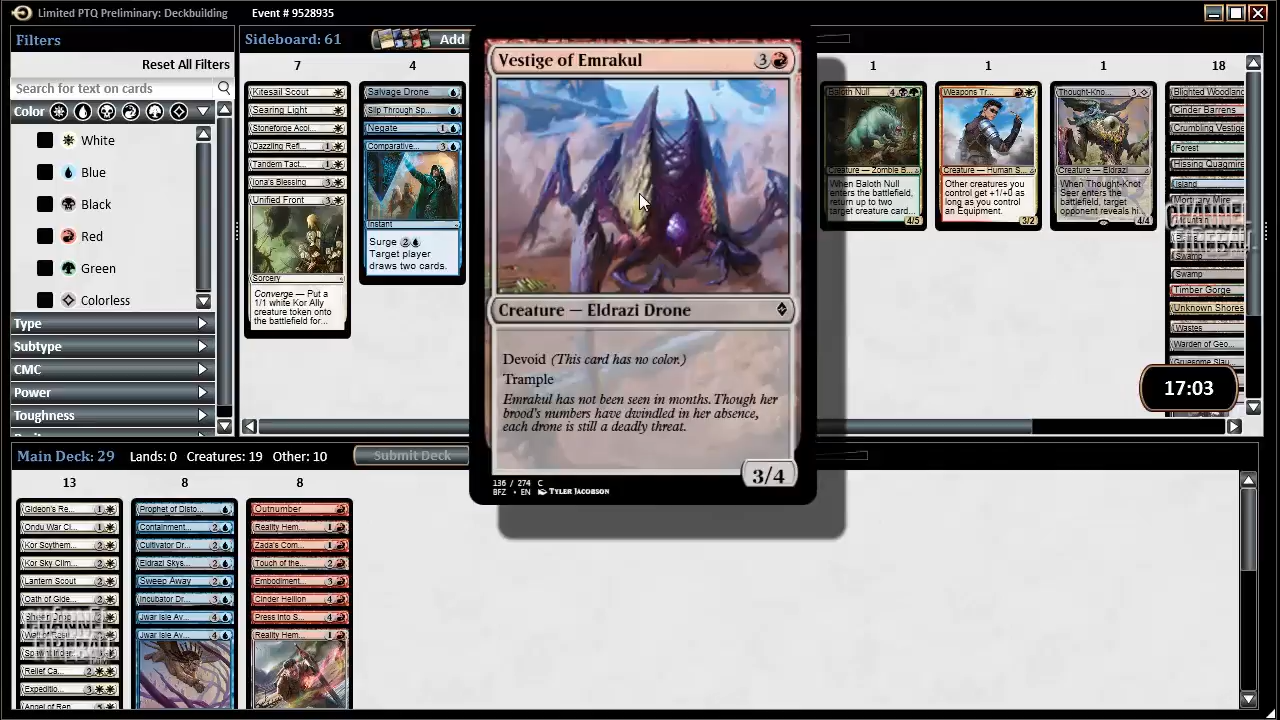 Limited PTQ Preliminary: Deckbuilding Event # 9528935
Filters
Reset All Filters
Search for text on cards
Color
White
Blue
Black
Red
Green
Colorless
Type
Subtype
CMC
Power
Toughness
Sideboard: 61
Add
7
4
1
1
1
18
Kitesail Scout
Searing Light
Stoneforge Acol...
Dazzling Refl...
Tandem Tact...
Iona's Blessing
Unified Front
Sorcery
Converge — Put a
1/1 white Kor Ally
creature token onto
the battlefield for...
Salvage Drone
Slip Through Sp...
Negate
Comparative...
Instant
Surge
Target player
draws two cards.
Vestige of Emrakul 3
Creature — Eldrazi Drone
Devoid (This card has no color.)
Trample
Emrakul has not been seen in months. Though her
brood's numbers have dwindled in her absence,
each drone is still a deadly threat.
3/4
136 / 274 C
BFZ • EN Tyler Jacobson
Baloth Null
Creature — Zombie B...
When Baloth Null
enters the battlefield,
return up to two
target creature card...
4/5
Weapons Tr...
Creature — Human S...
Other creatures you
control get +1/+0 as
long as you control
an Equipment.
3/2
Thought-Kno...
Creature — Eldrazi
When Thought-Knot
Seer enters the
battlefield, target
opponent reveals hi...
4/4
Blighted Woodland
Cinder Barrens
Crumbling Vestige
Forest
Hissing Quagmire
Island
Mortuary Mire
Mountain
Swamp
Swamp
Timber Gorge
Unknown Shores
Wastes
Warden of Geo...
Gruesome Slau...
17:03
Main Deck: 29 Lands: 0 Creatures: 19 Other: 10
Submit Deck
13
8
8
Gideon's Re...
Ondu War Cl...
Kor Scythem...
Kor Sky Clim...
Lantern Scout
Oath of Gide...
Relief Ca...
Expeditio...
Angel of Ren...
Prophet of Disto...
Containment...
Cultivator Dr...
Eldrazi Skys...
Sweep Away
Incubator Dr...
Jwar Isle Av...
Jwar Isle Av...
Outnumber
Reality Hem...
Zada's Com...
Touch of the...
Embodiment...
Cinder Hellion
Press Into S...
Reality Hem...